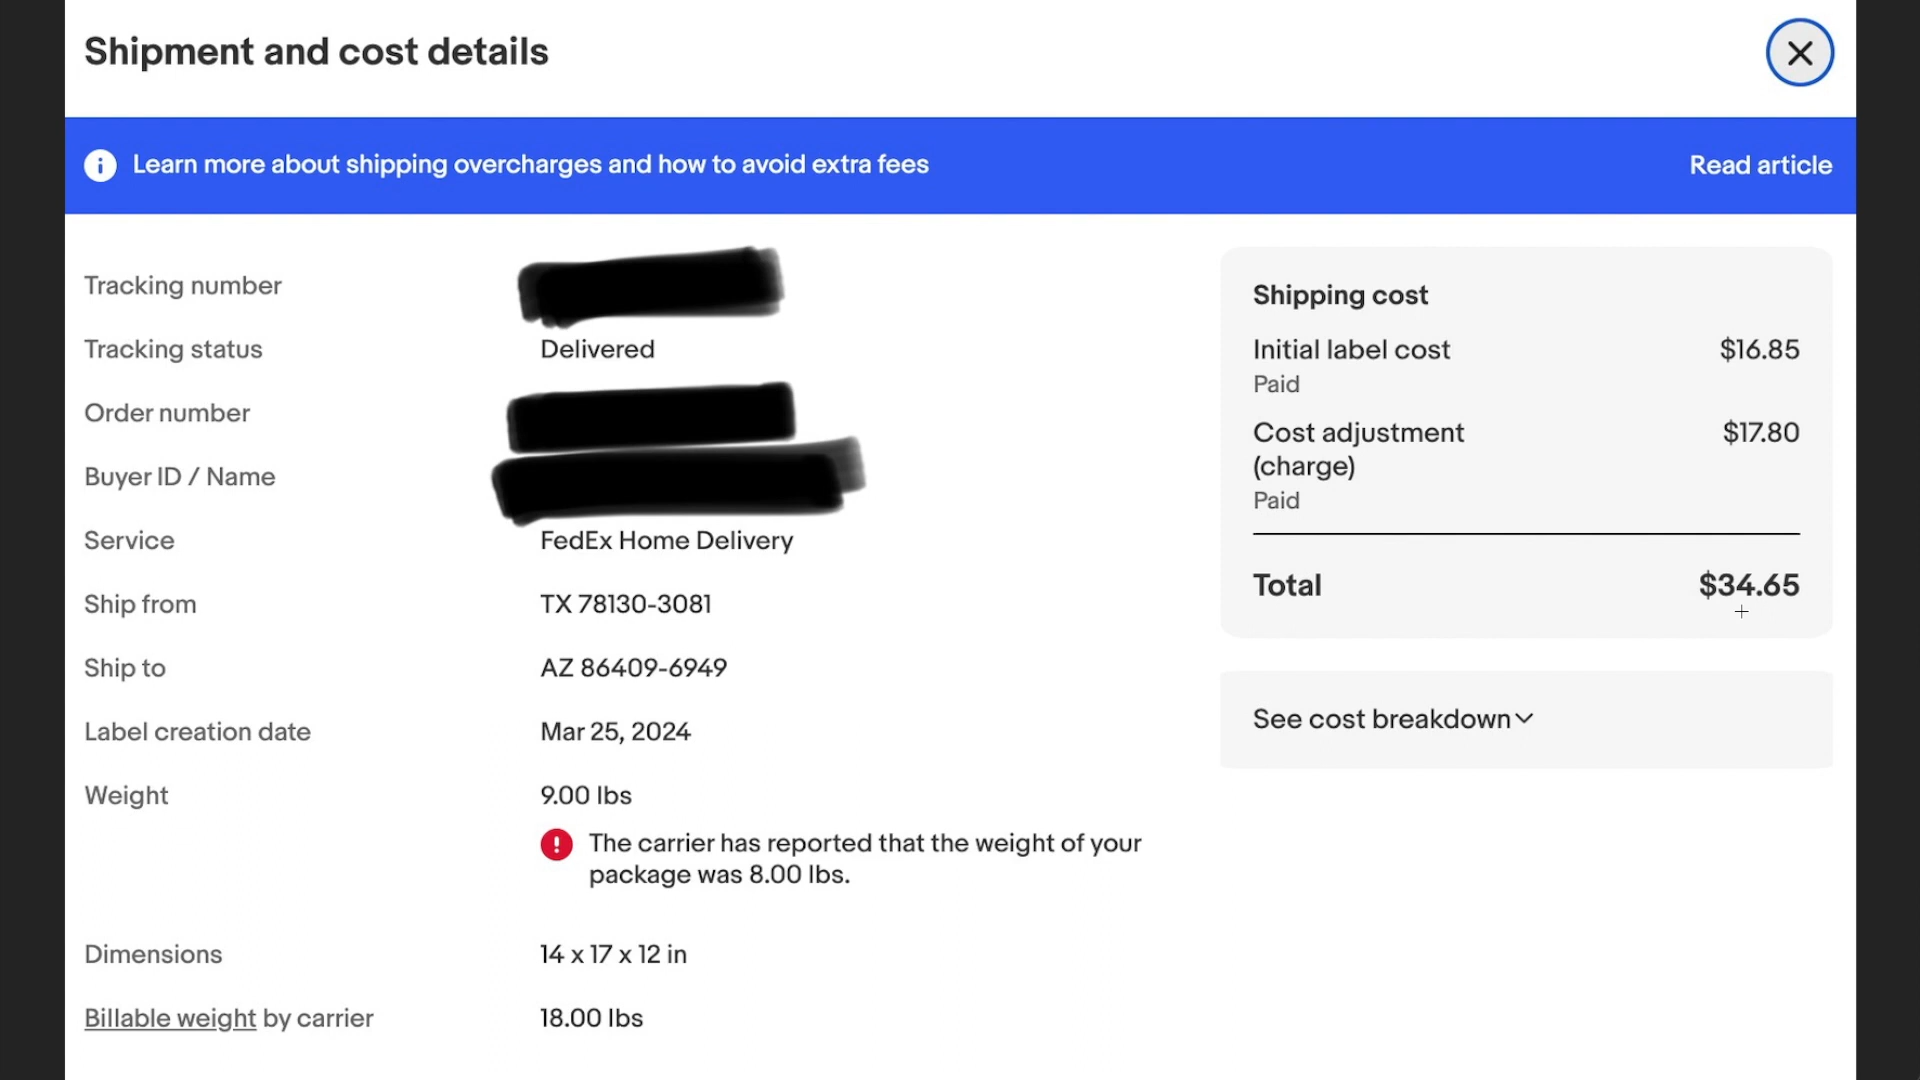 Shipment and cost details
Learn more about shipping overcharges and how to avoid extra fees
Read article
Tracking number
Tracking status Delivered
Order number
Buyer ID / Name
Service FedEx Home Delivery
Ship from TX 78130-3081
Ship to AZ 86409-6949
Label creation date Mar 25, 2024
Weight 9.00 lbs
The carrier has reported that the weight of your
package was 8.00 lbs.
Dimensions 14 x 17 x 12 in
Billable weight by carrier 18.00 lbs
Shipping cost
Initial label cost $16.85
Paid
Cost adjustment $17.80
(charge)
Paid
Total $34.65
See cost breakdown